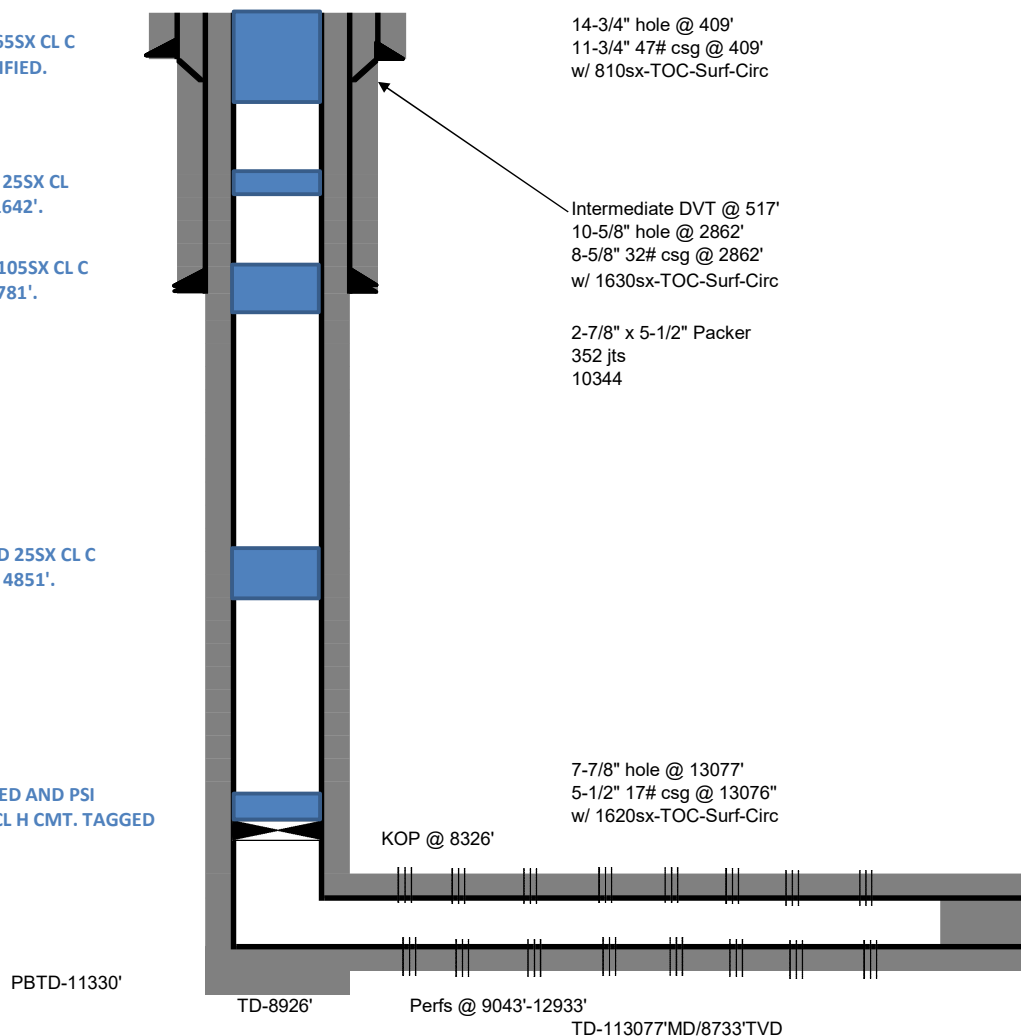 55SX CL C
IFIED.
25SX CL
1642'.
105SX CL C
781'.
D 25SX CL C
4851'.
ED AND PSI
CL H CMT. TAGGED
14-3/4" hole @ 409'
11-3/4" 47# csg @ 409'
w/ 810sx-TOC-Surf-Circ
Intermediate DVT @ 517'
10-5/8" hole @ 2862'
8-5/8" 32# csg @ 2862'
w/ 1630sx-TOC-Surf-Circ
2-7/8" x 5-1/2" Packer
352 jts
10344
7-7/8" hole @ 13077'
5-1/2" 17# csg @ 13076"
w/ 1620sx-TOC-Surf-Circ
KOP @ 8326'
PBTD-11330'
TD-8926'
Perfs @ 9043'-12933'
TD-113077'MD/8733'TVD